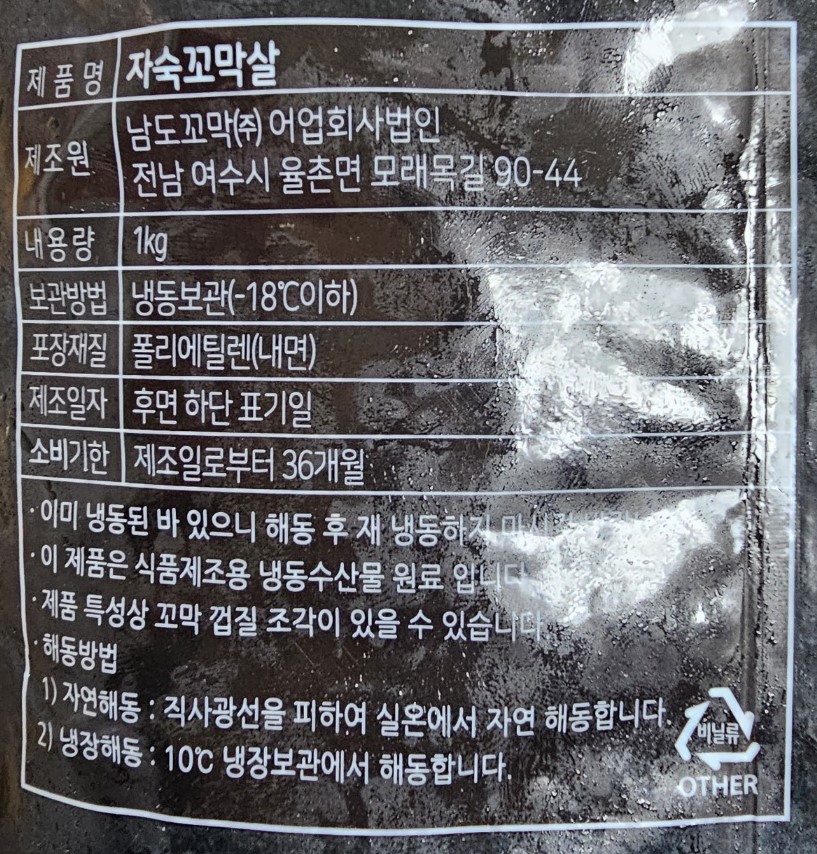 제품명 자숙꼬막살
제조원 남도꼬막(주) 어업회사법인
전남 여수시 율촌면 모래목길 90-44
내용량 1kg
보관방법 냉동보관(-18℃이하)
포장재질 폴리에틸렌(내면)
제조일자 후면 하단 표기일
소비기한 제조일로부터 36개월
· 이미 냉동된 바 있으니 해동 후 재 냉동하지
· 이 제품은 식품제조용 냉동수산물 원료 입니다
· 제품 특성상 꼬막 껍질 조각이 있을 수 있습니다
· 해동방법
1) 자연해동 : 직사광선을 피하여 실온에서 자연 해동합니다.
2) 냉장해동 : 10℃ 냉장보관에서 해동합니다.
비닐류
OTHER